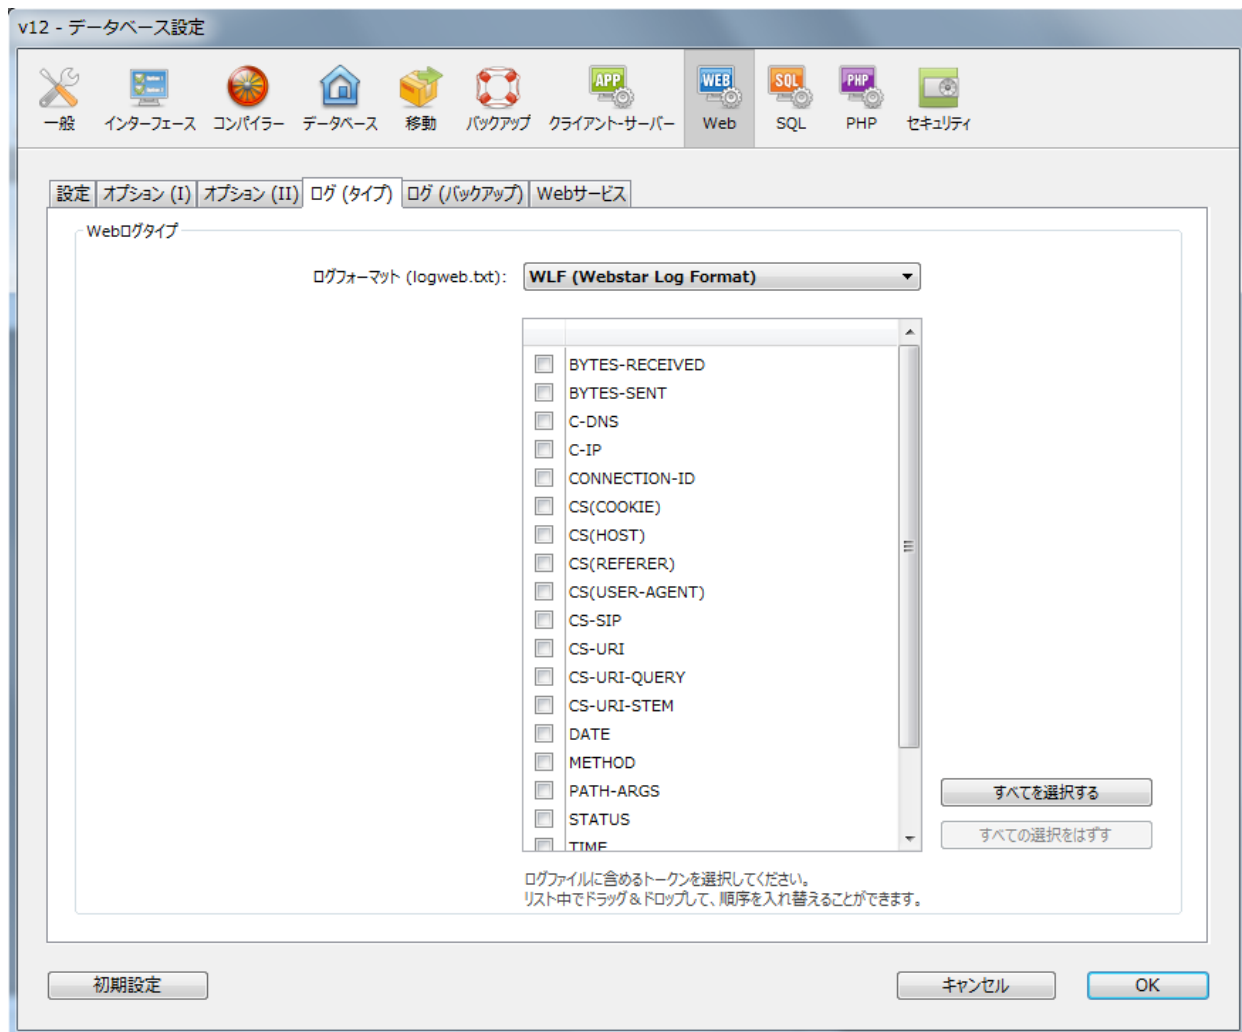 v12 - データベース設定
APP WEB SQL PHP
一般 インターフェース コンパイラー データベース 移動 バックアップ クライアント-サーバー Web SQL PHP セキュリティ
設定 オプション (I) オプション (II) ログ (タイプ) ログ (バックアップ) Webサービス
Webログタイプ
ログフォーマット (logweb.txt): WLF (Webstar Log Format)
BYTES-RECEIVED
BYTES-SENT
C-DNS
C-IP
CONNECTION-ID
CS(COOKIE)
CS(HOST)
CS(REFERER)
CS(USER-AGENT)
CS-SIP
CS-URI
CS-URI-QUERY
CS-URI-STEM
DATE
METHOD
PATH-ARGS
すべてを選択する
STATUS
すべての選択をはずす
TIME
ログファイルに含めるトークンを選択してください。
リスト中でドラッグ＆ドロップして、順序を入れ替えることができます。
初期設定 キャンセル OK